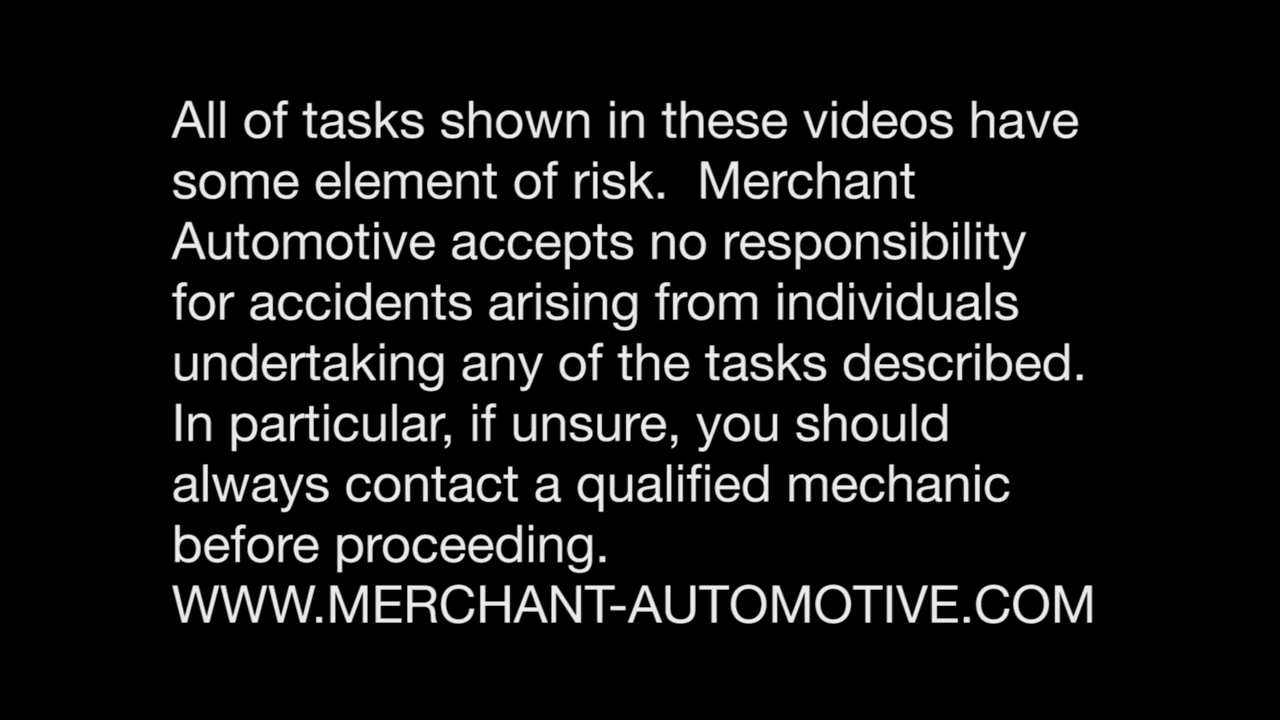 All of tasks shown in these videos have
some element of risk.  Merchant
Automotive accepts no responsibility
for accidents arising from individuals
undertaking any of the tasks described.
In particular, if unsure, you should
always contact a qualified mechanic
before proceeding.
WWW.MERCHANT-AUTOMOTIVE.COM